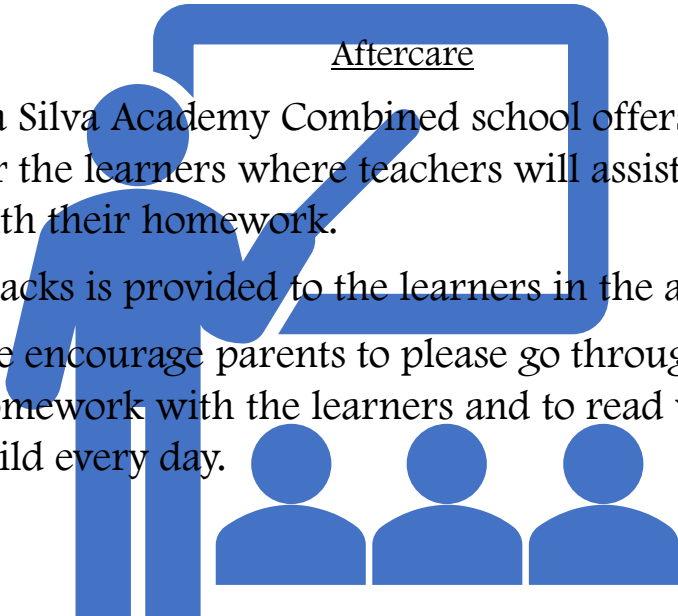 Aftercare
a Silva Academy Combined school offers
r the learners where teachers will assist
th their homework.
acks is provided to the learners in the a
e encourage parents to please go throug
omework with the learners and to read
ild every day.